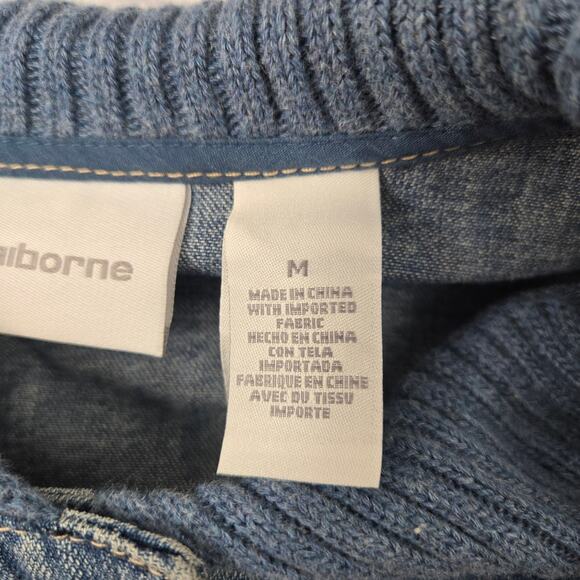 aiborne
M
MADE IN CHINA
WITH IMPORTED
FABRIC
HECHO EN CHINA
CON TELA
IMPORTADA
FABRIQUE EN CHINE
AVEC DU TISSU
IMPORTE